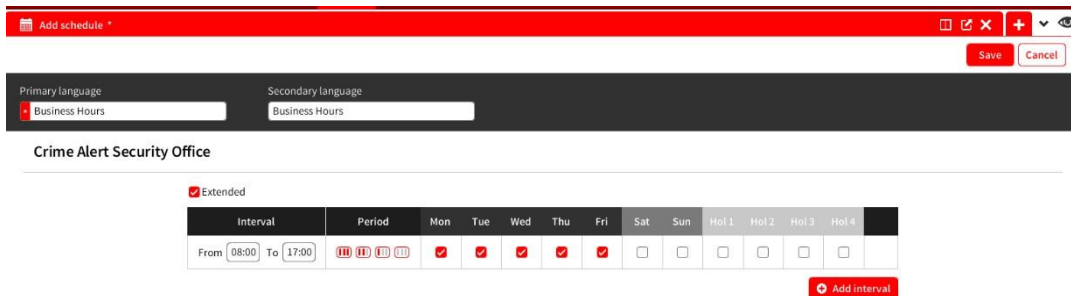 Add schedule *
Save Cancel
Primary language Secondary language
* Business Hours Business Hours
Crime Alert Security Office
Extended
Interval Period Mon Tue Wed Thu Fri Sat Sun Hol 1 Hol 2 Hol 3 Hol 4
From 08:00 To 17:00
Add interval